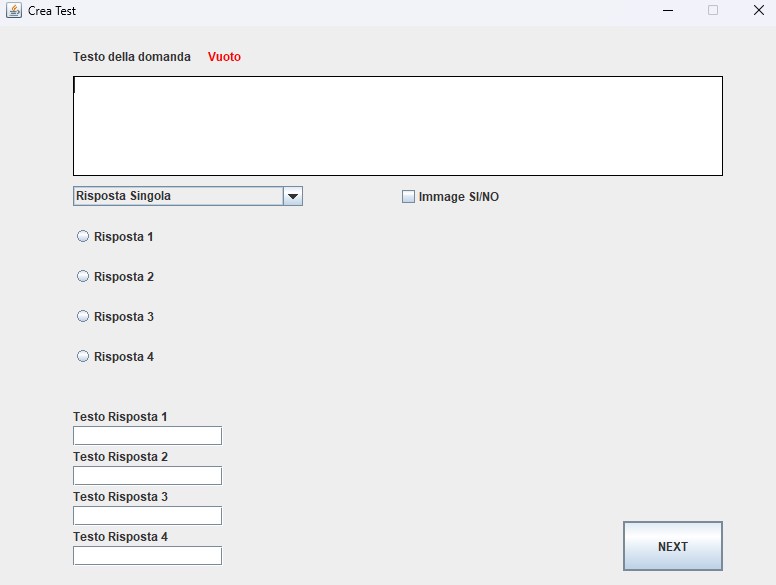 Crea Test
Testo della domanda Vuoto
Risposta Singola Immage SI/NO
Risposta 1
Risposta 2
Risposta 3
Risposta 4
Testo Risposta 1
Testo Risposta 2
Testo Risposta 3
Testo Risposta 4
NEXT